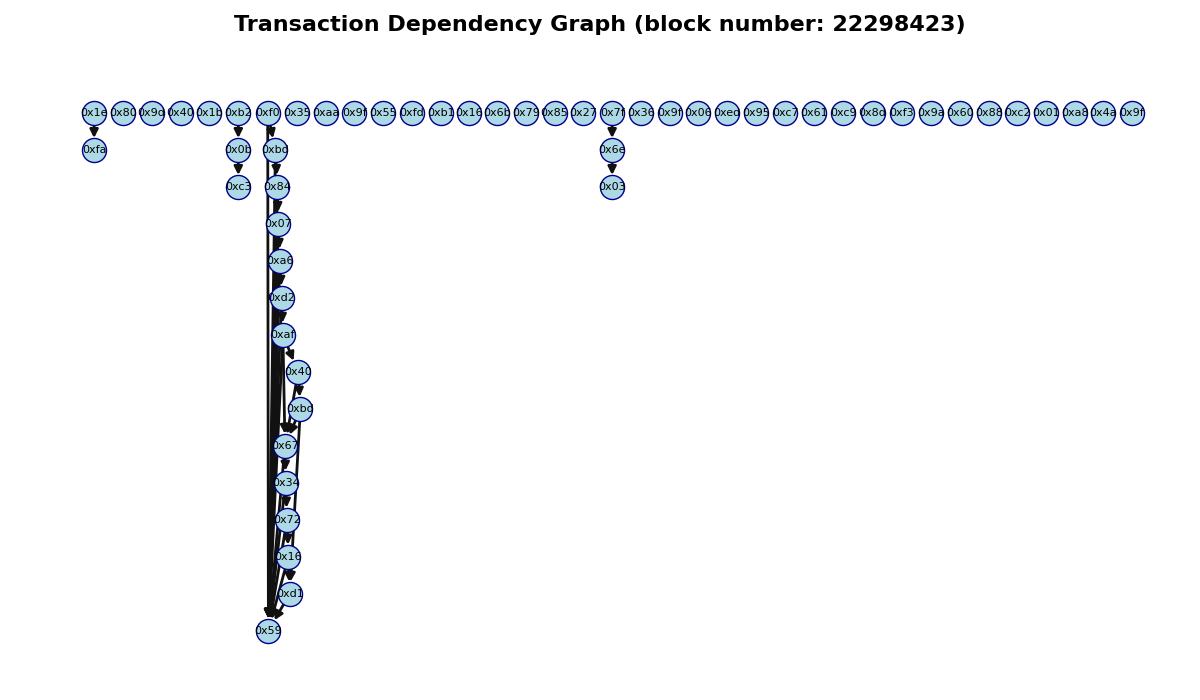 Transaction Dependency Graph (block number: 22298423)
0x1e 0x80 0x9d 0x40 0x1b 0xb2 0xf0 0x35 0xaa 0x9f 0x55 0xfd 0xb1 0x16 0x6b 0x79 0x85 0x27 0x7f 0x36 0x9f 0x06 0xed 0x95 0xc7 0x61 0xc9 0x8d 0xf3 0x9a 0x60 0x88 0xc2 0x01 0xa8 0x4a 0x9f
0xfa 0x0b 0xbd 0x6e
0xc3 0x84 0x03
0x07
0xa6
0xd2
0xaf
0x40
0xbd
0x67
0x34
0x72
0x16
0xd1
0x59